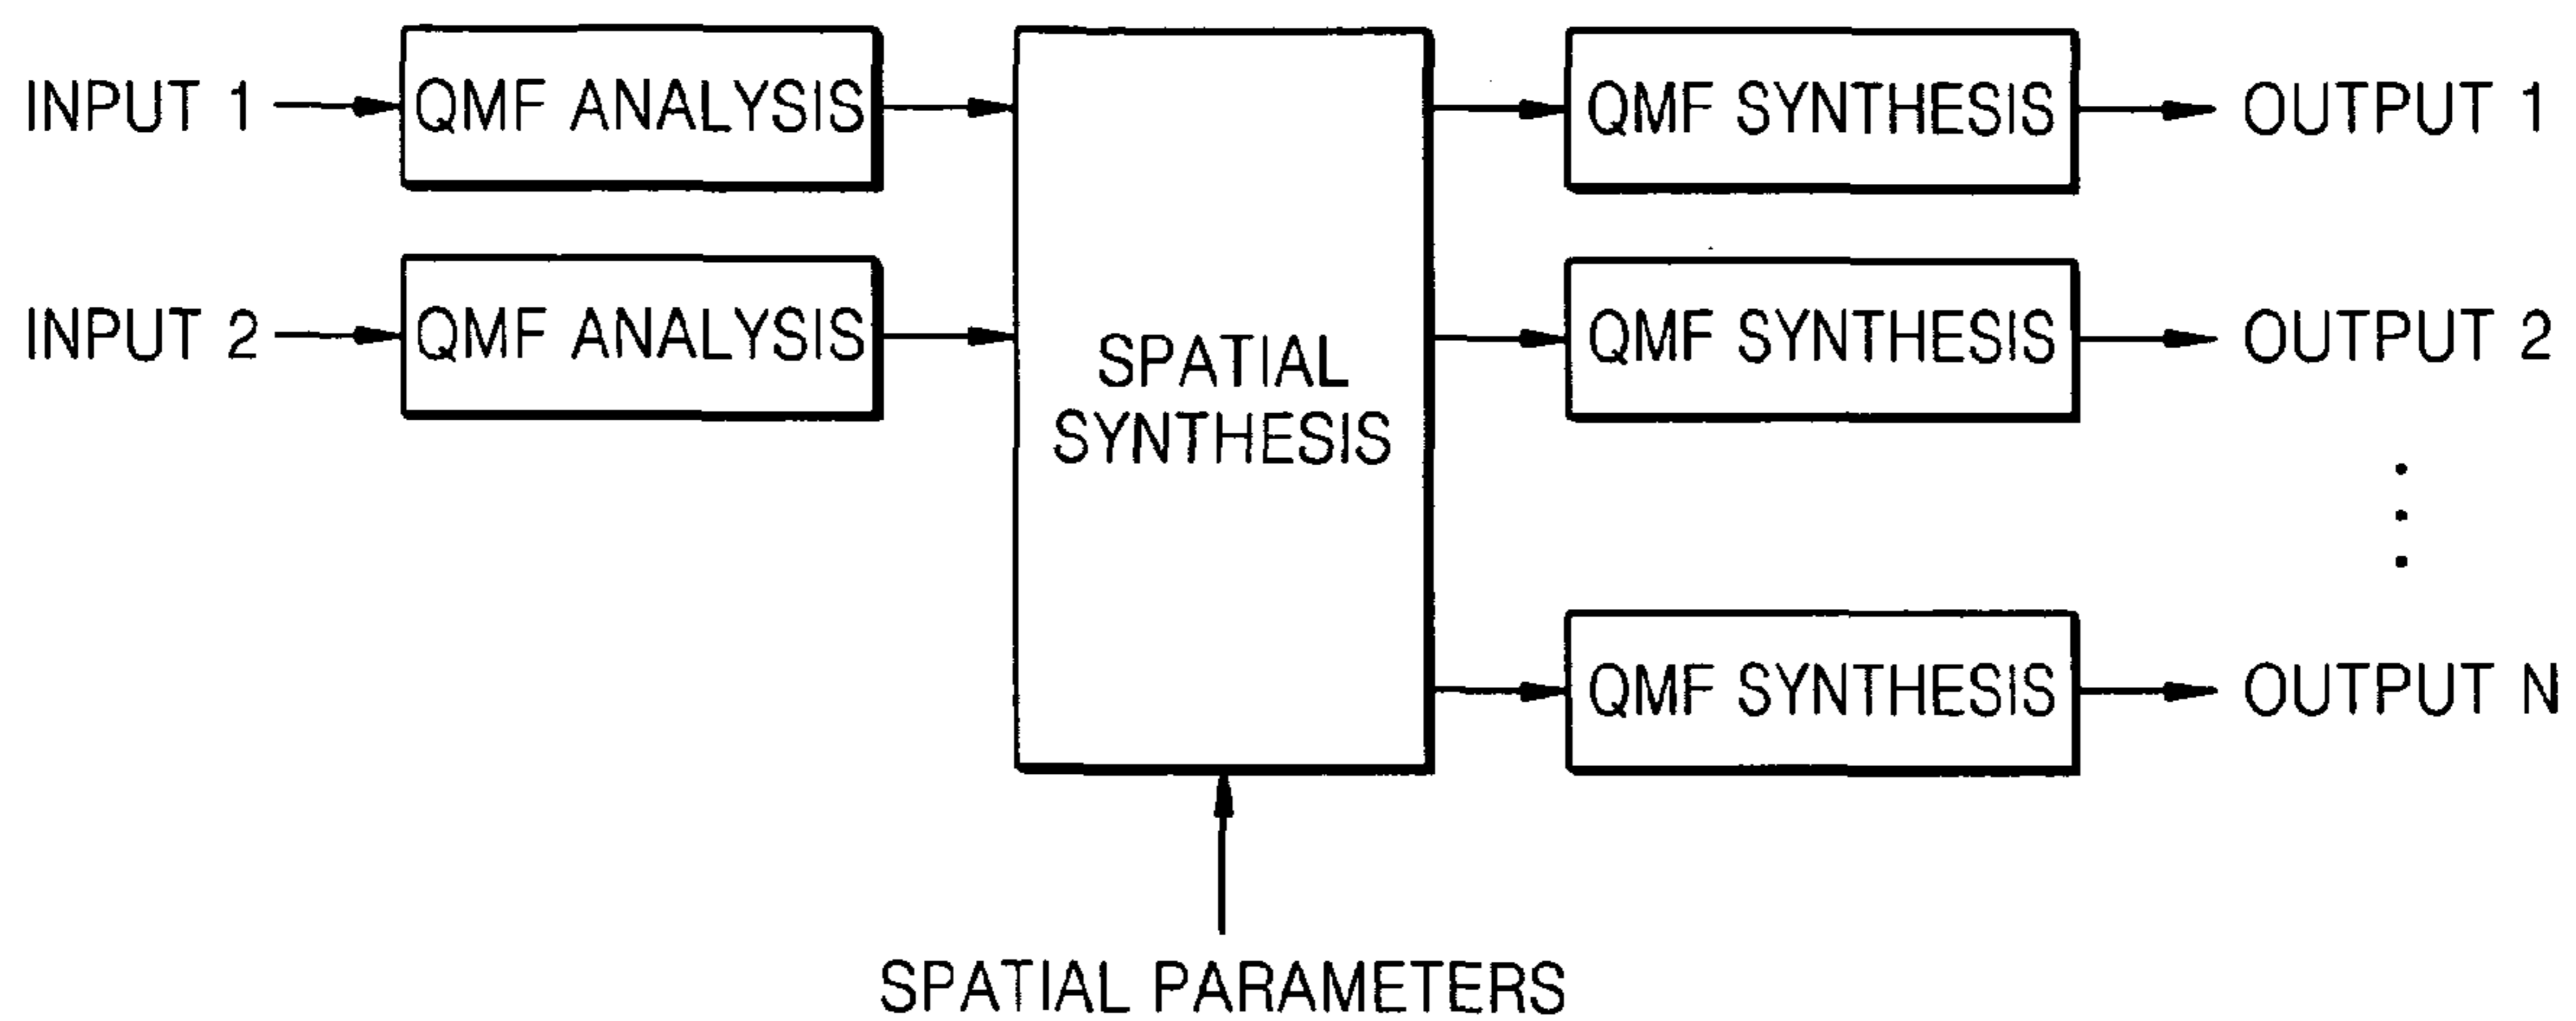 INPUT 1
QMF ANALYSIS
QMF SYNTHESIS
OUTPUT 1
INPUT 2
QMF ANALYSIS
SPATIAL
SYNTHESIS
QMF SYNTHESIS
OUTPUT 2
QMF SYNTHESIS
OUTPUT N
SPATIAL PARAMETERS